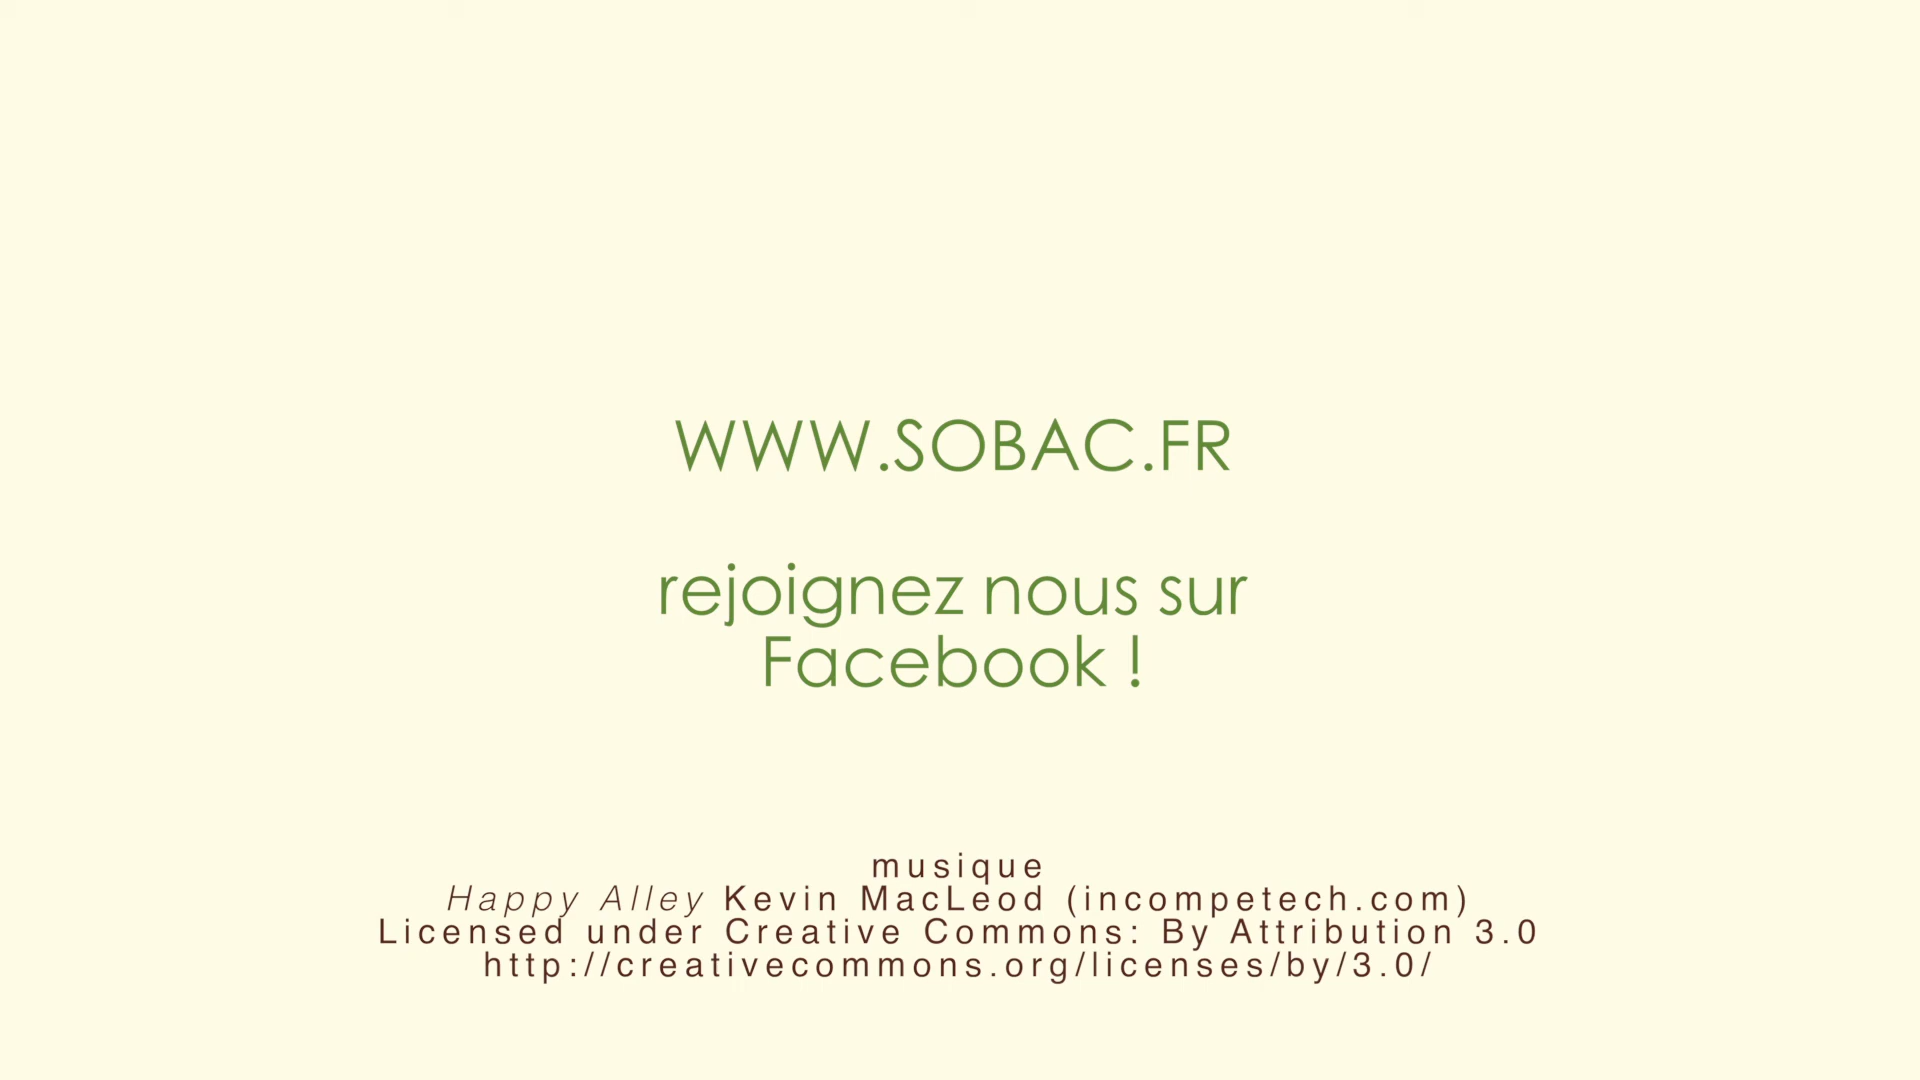 WWW.SOBAC.FR
rejoignez nous sur
Facebook !
musique
Happy Alley Kevin MacLeod (incompetech.com)
Licensed under Creative Commons: By Attribution 3.0
http://creativecommons.org/licenses/by/3.0/